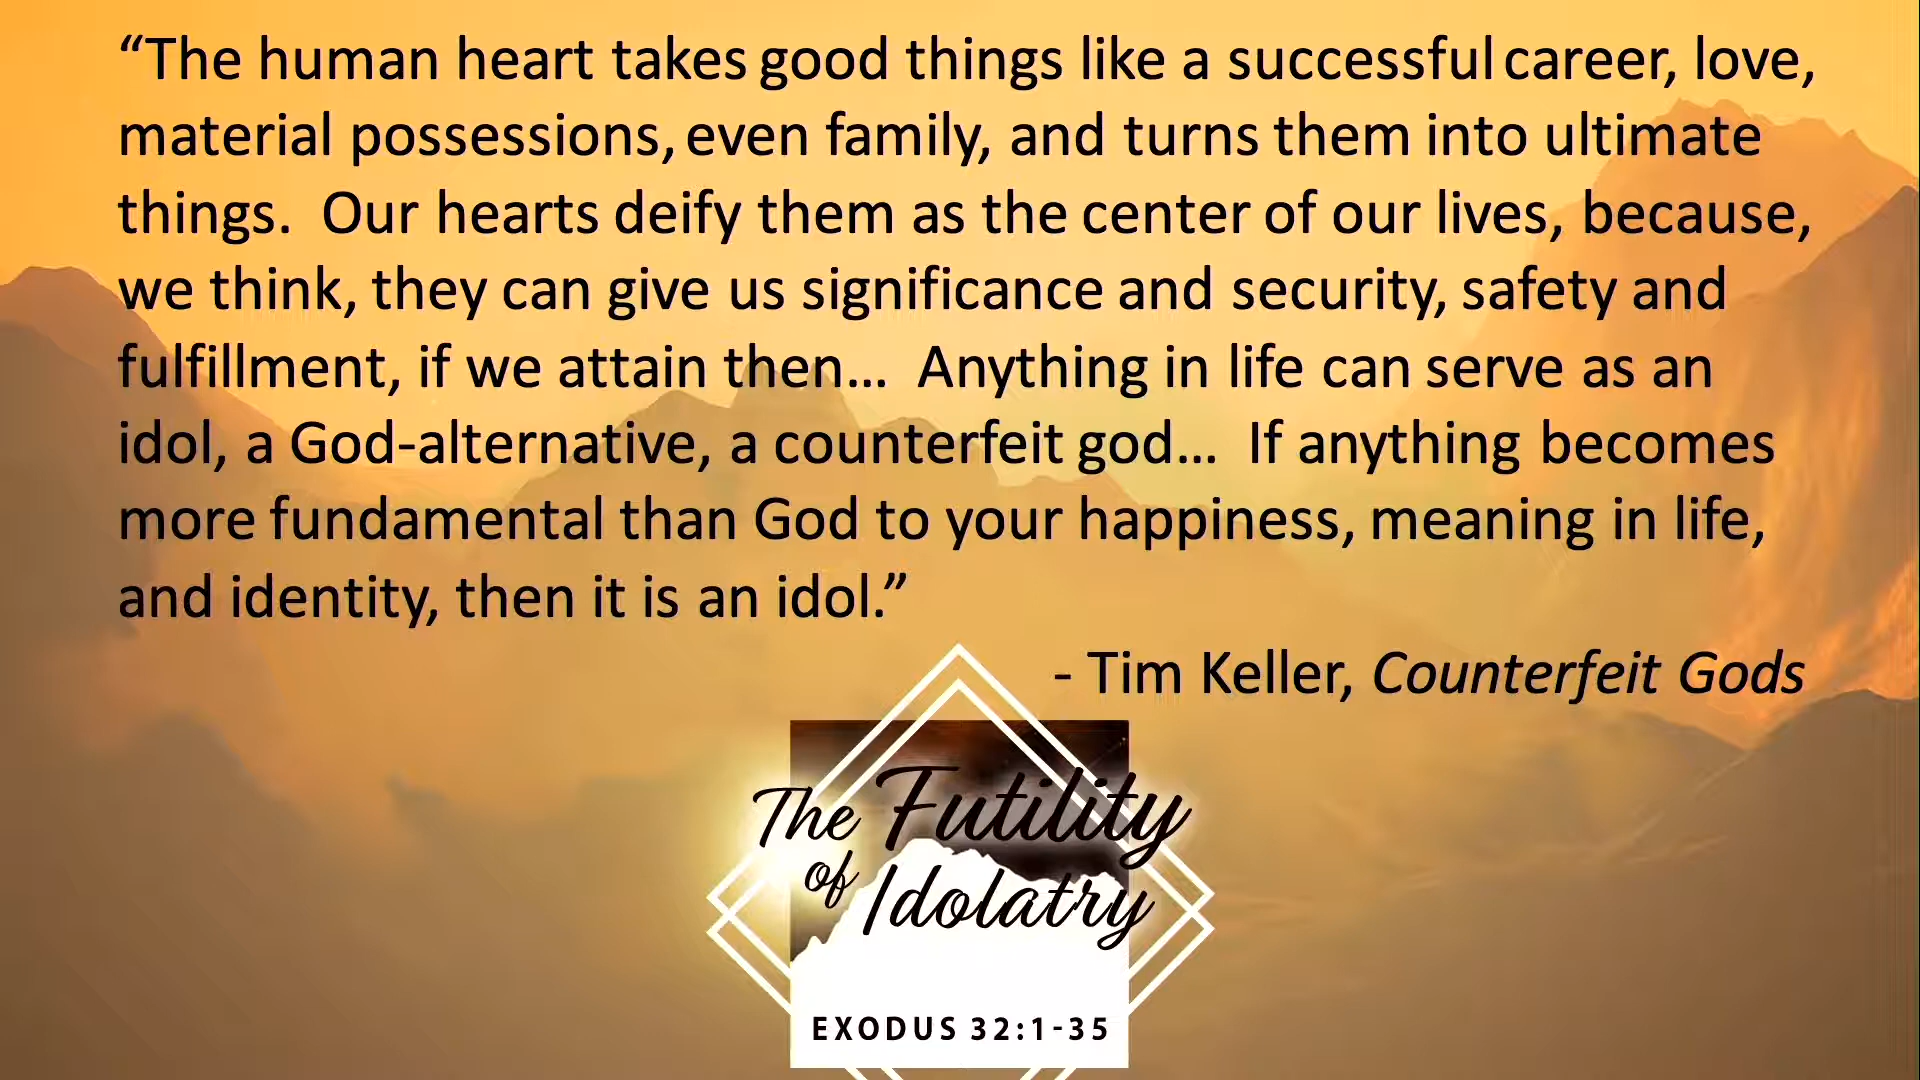 “The human heart takes good things like a successful career, love,
material possessions, even family, and turns them into ultimate
things.  Our hearts deify them as the center of our lives, because,
we think, they can give us significance and security, safety and
fulfillment, if we attain then…  Anything in life can serve as an
idol, a God-alternative, a counterfeit god…  If anything becomes
more fundamental than God to your happiness, meaning in life,
and identity, then it is an idol.”
- Tim Keller, Counterfeit Gods
The Futility
of Idolatry
EXODUS 32:1-35